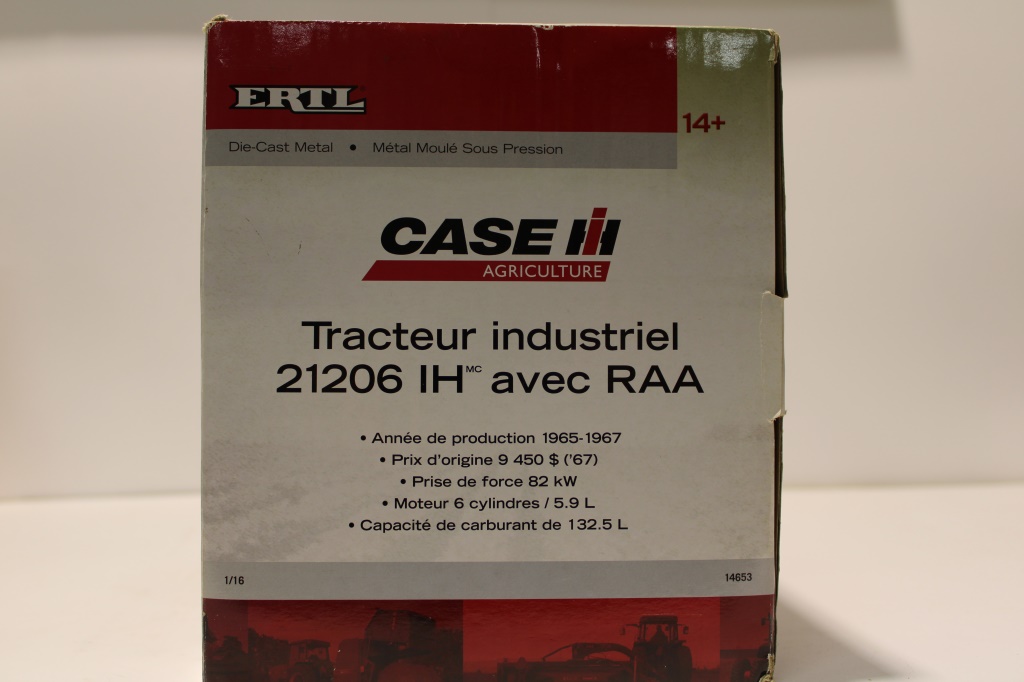 ERTL
14+
Die-Cast Metal • Métal Moulé Sous Pression
CASE IH
AGRICULTURE
Tracteur industriel
21206 IH MC avec RAA
• Année de production 1965-1967
• Prix d'origine 9 450 $ ('67)
• Prise de force 82 kW
• Moteur 6 cylindres / 5.9 L
• Capacité de carburant de 132.5 L
1/16
14653